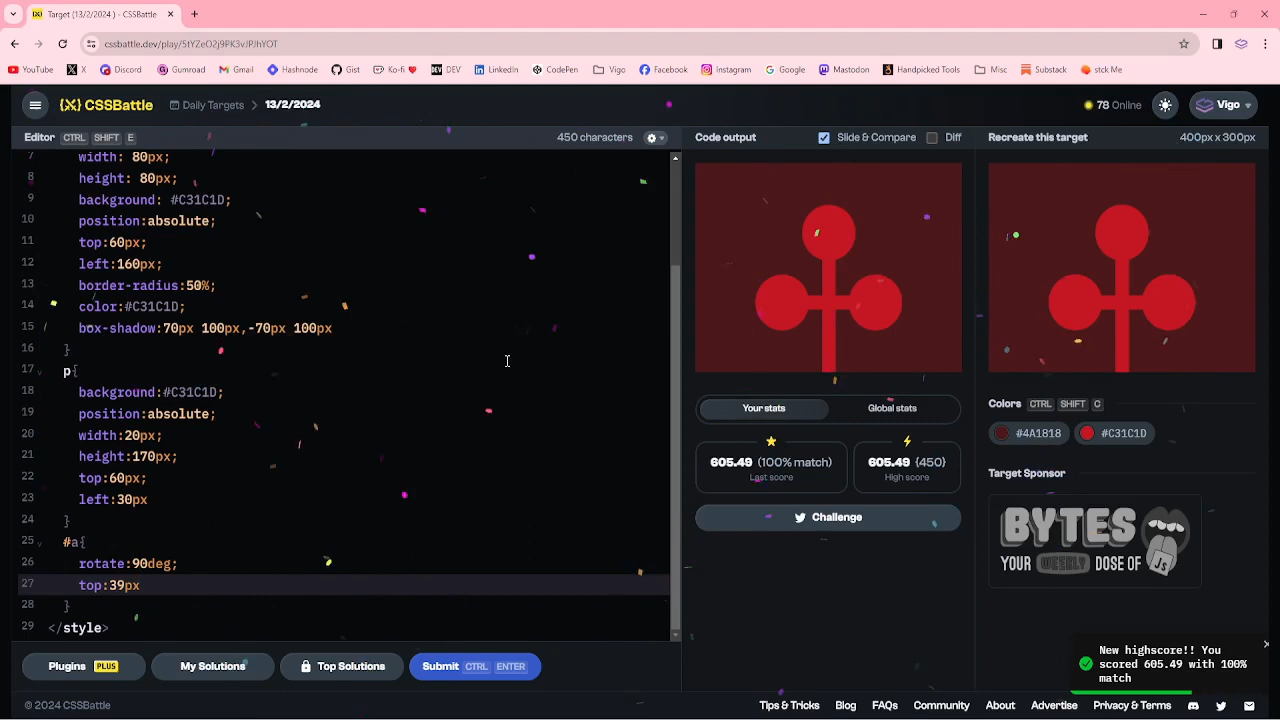 Target (13/2/2024 ) - CSSBattle
cssbattle.dev/play/5tYZeO2j9PK3vJPJhYOT
YouTube X Discord Gumroad Gmail Hashnode Gist Ko-fi DEV LinkedIn CodePen Vigo Facebook Instagram Google Mastodon Handpicked Tools Misc Substack stck Me
{X} CSSBattle Daily Targets > 13/2/2024 78 Online Vigo
Editor CTRL SHIFT E 450 characters
Code output Slide & Compare Diff
Recreate this target 400px x 300px
7 width: 80px;
8 height: 80px;
9 background: #C31C1D;
10 position:absolute;
11 top:60px;
12 left:160px;
13 border-radius:50%;
14 color:#C31C1D;
15 box-shadow:70px 100px,-70px 100px
16 }
17 p{
18 background:#C31C1D;
19 position:absolute;
20 width:20px;
21 height:170px;
22 top:60px;
23 left:30px
24 }
25 #a{
26 rotate:90deg;
27 top:39px
28 }
29 </style>
Your stats Global stats
605.49 (100% match)
Last score
605.49 {450}
High score
Challenge
Colors CTRL SHIFT C
#4A1818 #C31C1D
Target Sponsor
BYTES
YOUR WEEKLY DOSE OF JS
Plugins PLUS My Solutions Top Solutions Submit CTRL ENTER
New highscore!! You
scored 605.49 with 100%
match
© 2024 CSSBattle
Tips & Tricks Blog FAQs Community About Advertise Privacy & Terms